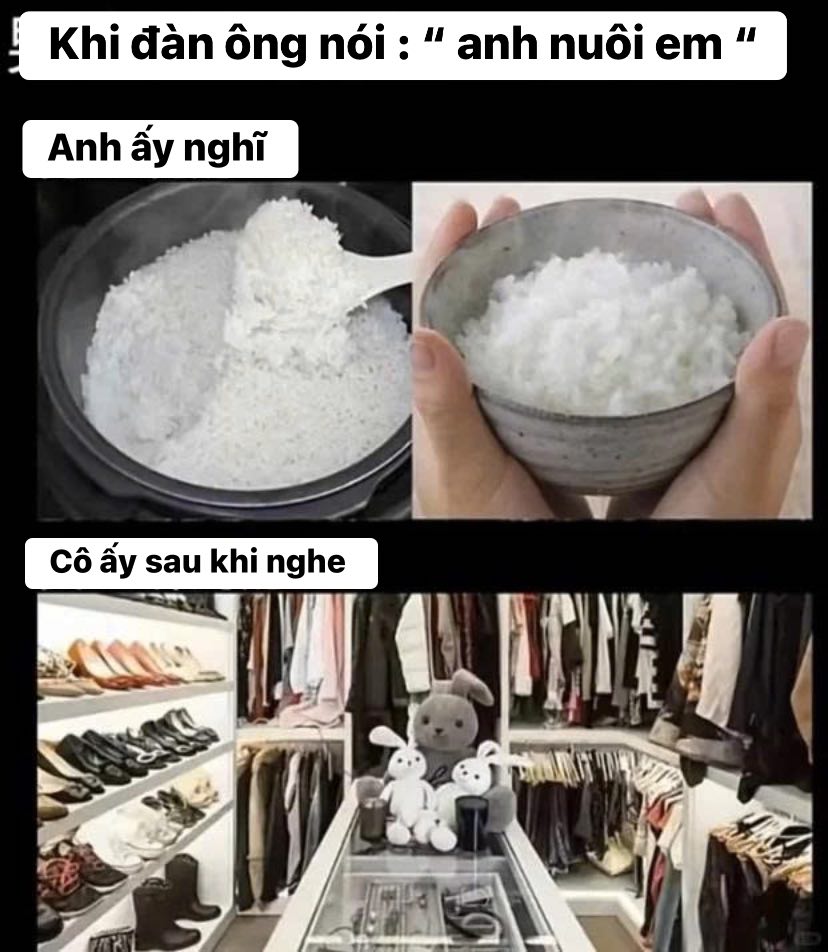 Khi đàn ông nói : “ anh nuôi em “
Anh ấy nghĩ
Cô ấy sau khi nghe